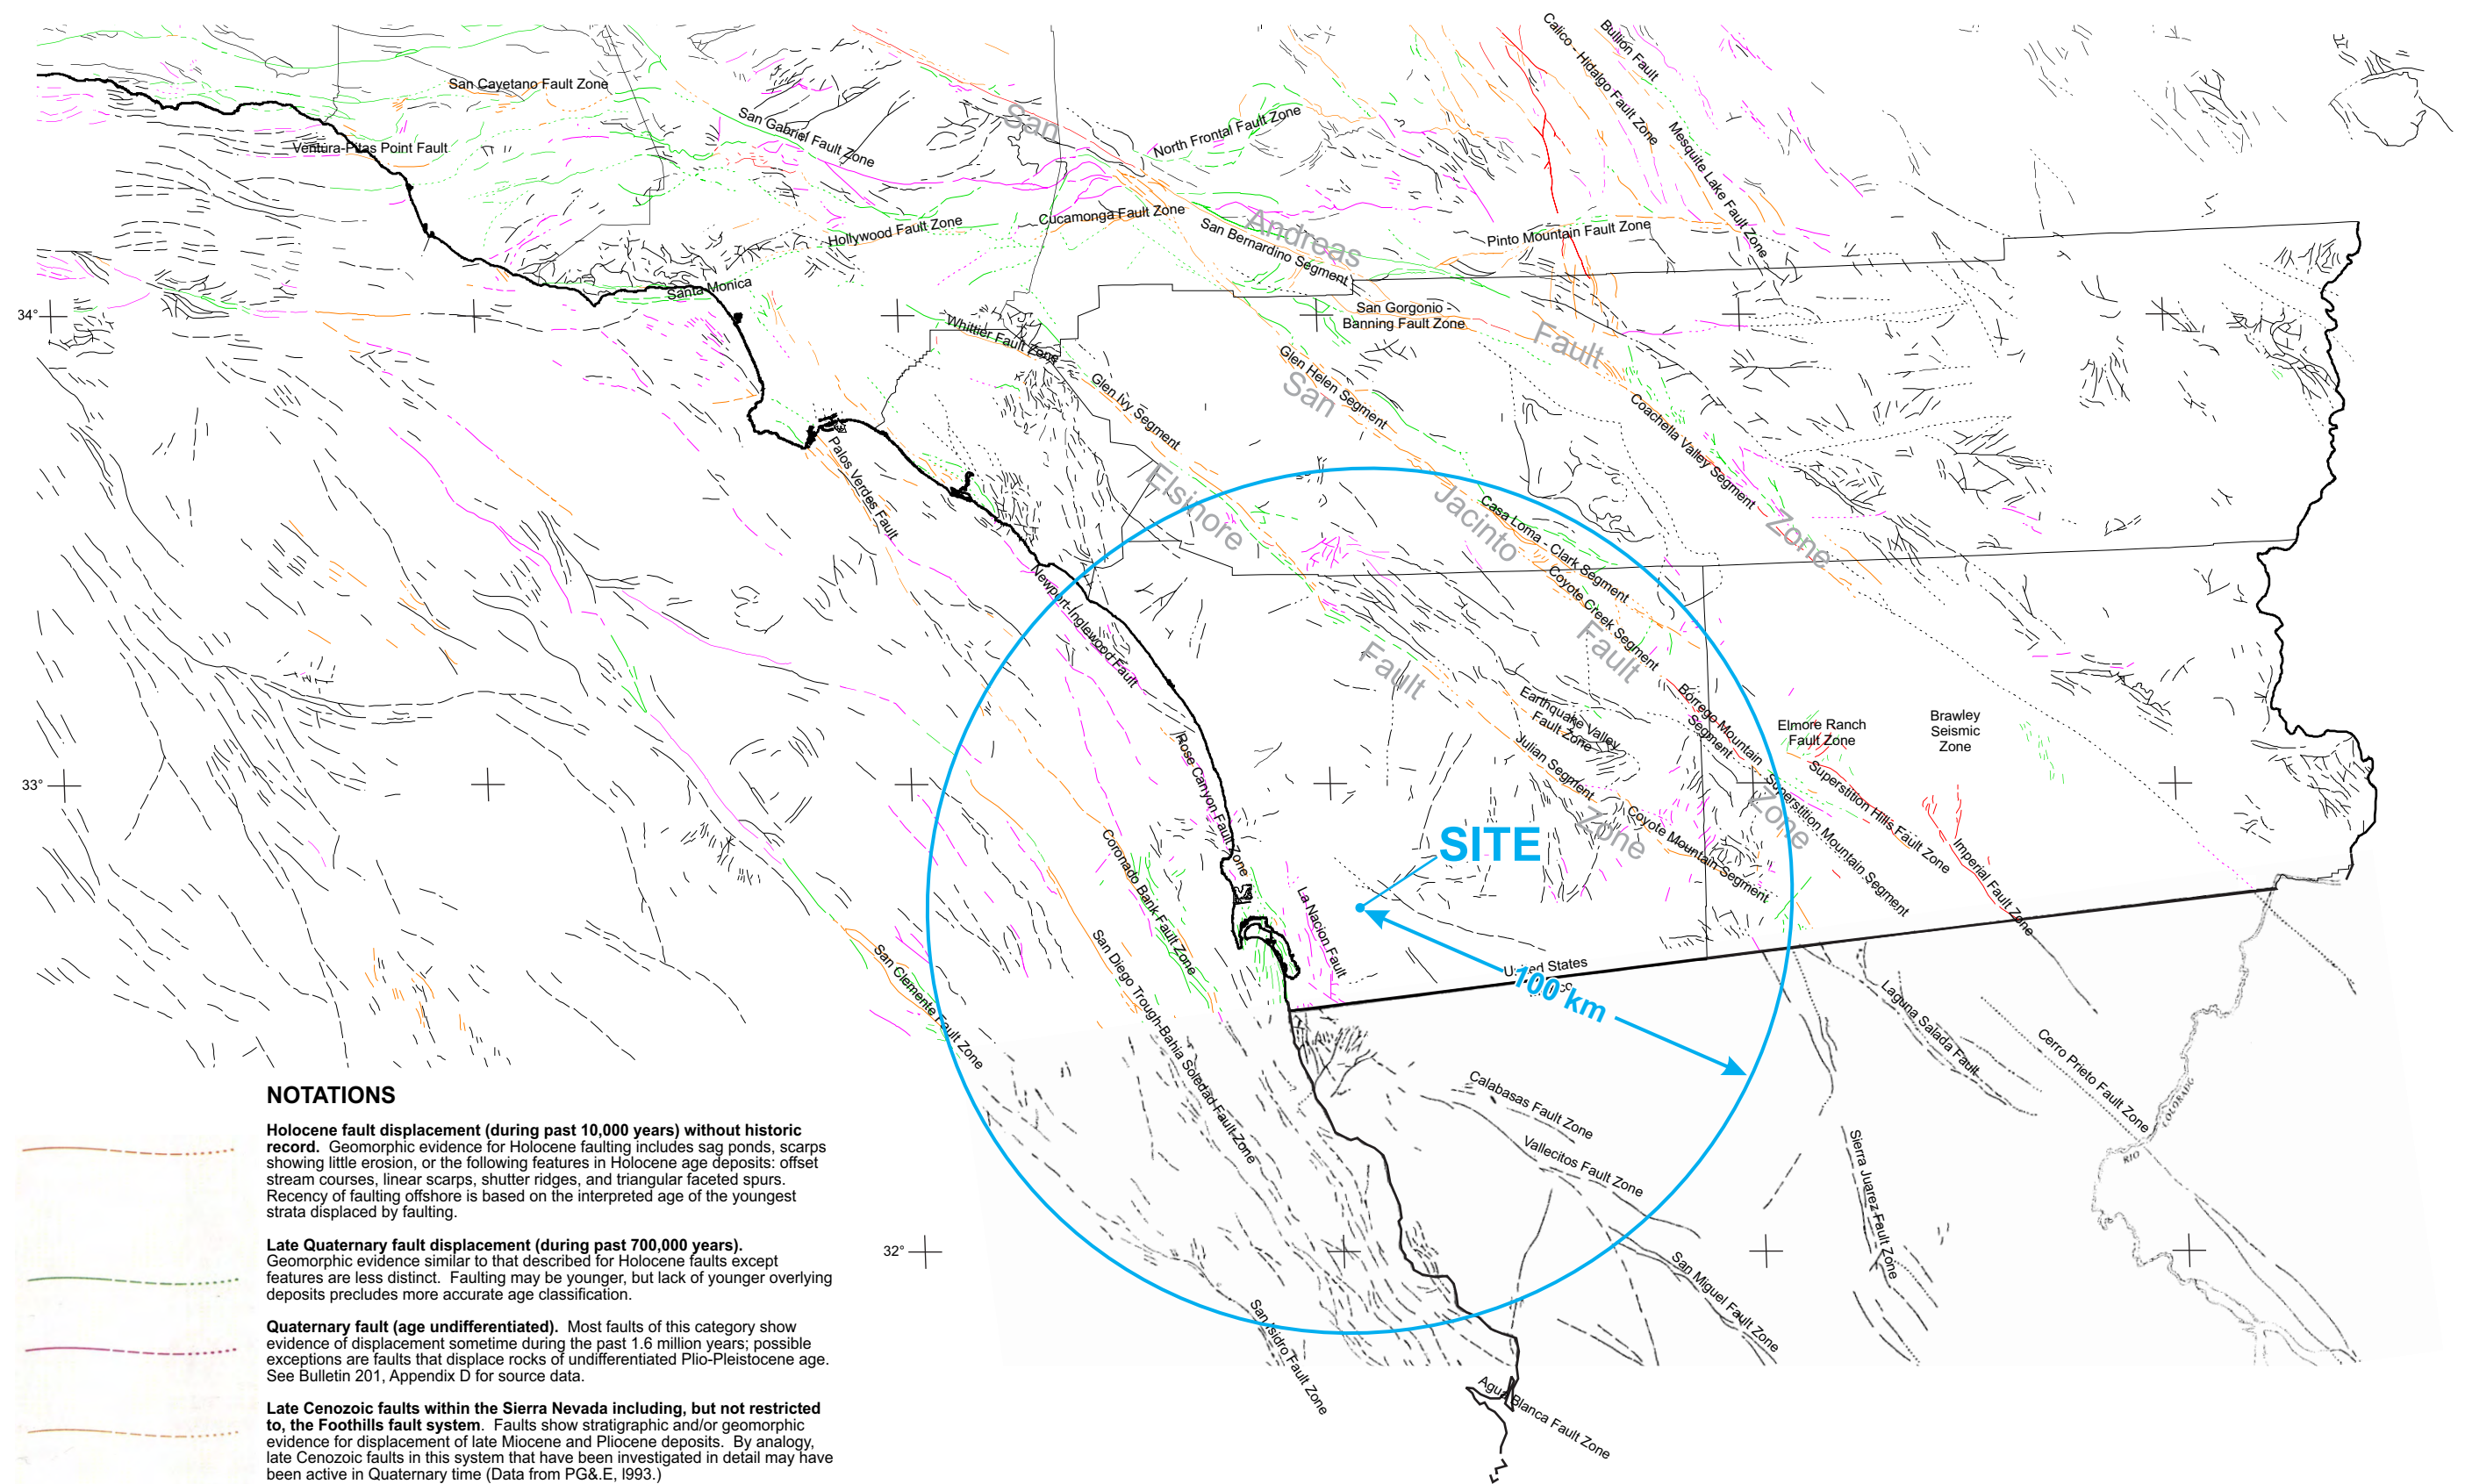 Calico - Hidalgo Fault Zone
Bullion Fault
San Cayetano Fault Zone
San Gabriel Fault Zone
San
North Frontal Fault Zone
Mesquite Lake Fault Zone
Ventura-Pitas Point Fault
Cucamonga Fault Zone
Hollywood Fault Zone
Andreas
San Bernardino Segment
Pinto Mountain Fault Zone
Santa Monica
34°
San Gorgonio
Banning Fault Zone
Whittier Fault Zone
Fault
Glen Ivy Segment
Glen Helen Segment
San
Coachella Valley Segment
Palos Verdes Fault
Elsinore
Jacinto
Casa Loma - Clark Segment
Zone
Newport-Inglewood Fault
Coyote Creek Segment
Fault
Fault
Borrego Mountain
Segment
Earthquake Valley
Fault Zone
Elmore Ranch
Fault Zone
Brawley
Seismic
Zone
Rose Canyon Fault Zone
Julian Segment
33°
Superstition Hills Fault Zone
Superstition Mountain Segment
Zone
Zone
Coyote Mountain Segment
SITE
Coronado Bank Fault Zone
La Nacion Fault
Imperial Fault Zone
San Diego Trough-Bahia Soledad Fault Zone
San Clemente Fault Zone
United States
100 km
Laguna Salada Fault
Cerro Prieto Fault Zone
RIO
Calabasas Fault Zone
Vallecitos Fault Zone
Sierra Juarez Fault Zone
32°
San Miguel Fault Zone
San Isidro Fault Zone
Agua Blanca Fault Zone
NOTATIONS
Holocene fault displacement (during past 10,000 years) without historic
record. Geomorphic evidence for Holocene faulting includes sag ponds, scarps
showing little erosion, or the following features in Holocene age deposits: offset
stream courses, linear scarps, shutter ridges, and triangular faceted spurs.
Recency of faulting offshore is based on the interpreted age of the youngest
strata displaced by faulting.
Late Quaternary fault displacement (during past 700,000 years).
Geomorphic evidence similar to that described for Holocene faults except
features are less distinct. Faulting may be younger, but lack of younger overlying
deposits precludes more accurate age classification.
Quaternary fault (age undifferentiated). Most faults of this category show
evidence of displacement sometime during the past 1.6 million years; possible
exceptions are faults that displace rocks of undifferentiated Plio-Pleistocene age.
See Bulletin 201, Appendix D for source data.
Late Cenozoic faults within the Sierra Nevada including, but not restricted
to, the Foothills fault system. Faults show stratigraphic and/or geomorphic
evidence for displacement of late Miocene and Pliocene deposits. By analogy,
late Cenozoic faults in this system that have been investigated in detail may have
been active in Quaternary time (Data from PG&.E, l993.)